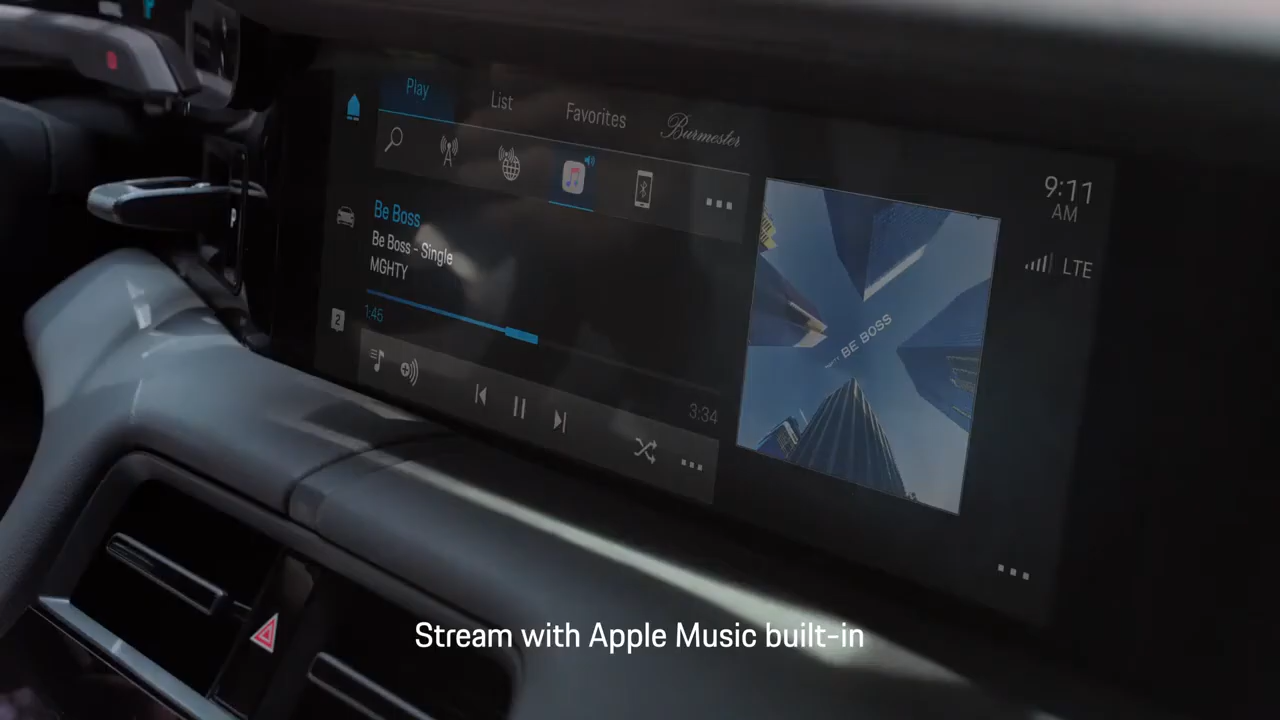 Play
List
Favorites
Burmester
9:11
AM
LTE
Be Boss
Be Boss - Single
MGHTY
1:46
3:34
BE BOSS
P
2
Stream with Apple Music built-in